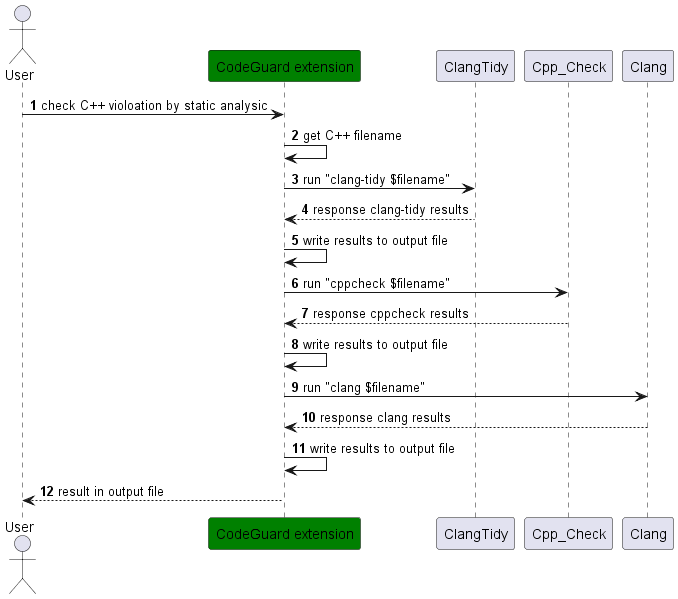 User
CodeGuard extension
ClangTidy
Cpp_Check
Clang
1 check C++ violoation by static analysic
2 get C++ filename
3 run "clang-tidy $filename"
4 response clang-tidy results
5 write results to output file
6 run "cppcheck $filename"
7 response cppcheck results
8 write results to output file
9 run "clang $filename"
10 response clang results
11 write results to output file
12 result in output file
User
CodeGuard extension
ClangTidy
Cpp_Check
Clang